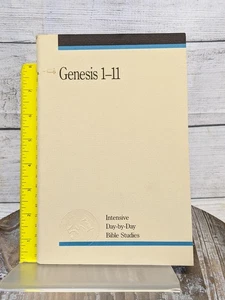 Genesis 1–11
Intensive
Day-by-Day
Bible Studies